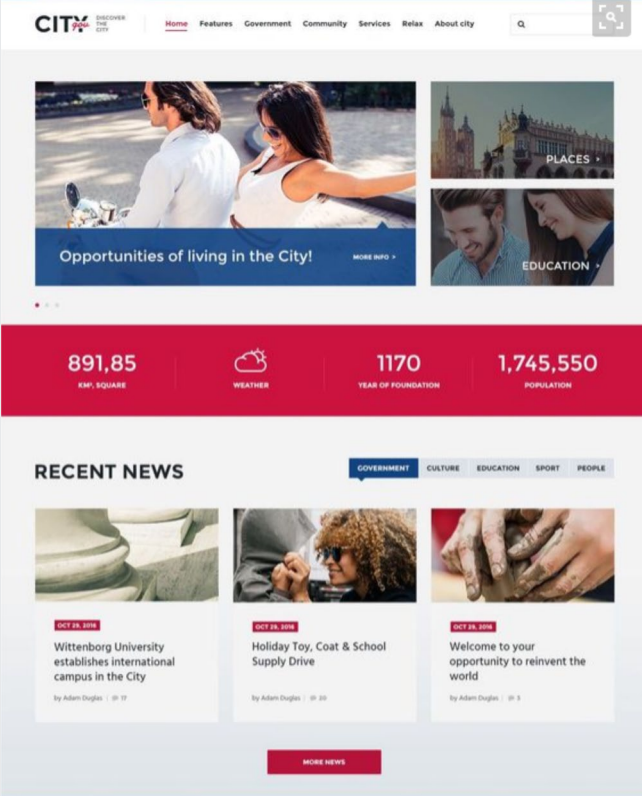 CITY gov
DISCOVER
THE
CITY
Home Features Government Community Services Relax About city
PLACES
Opportunities of living in the City! MORE INFO >
EDUCATION
891,85
KM², SQUARE
WEATHER
1170
YEAR OF FOUNDATION
1,745,550
POPULATION
RECENT NEWS
GOVERNMENT CULTURE EDUCATION SPORT PEOPLE
OCT 29, 2016
Wittenborg University
establishes international
campus in the City
by Adam Duglas | 17
OCT 29, 2016
Holiday Toy, Coat & School
Supply Drive
by Adam Duglas | 20
OCT 29, 2016
Welcome to your
opportunity to reinvent the
world
by Adam Duglas | 5
MORE NEWS